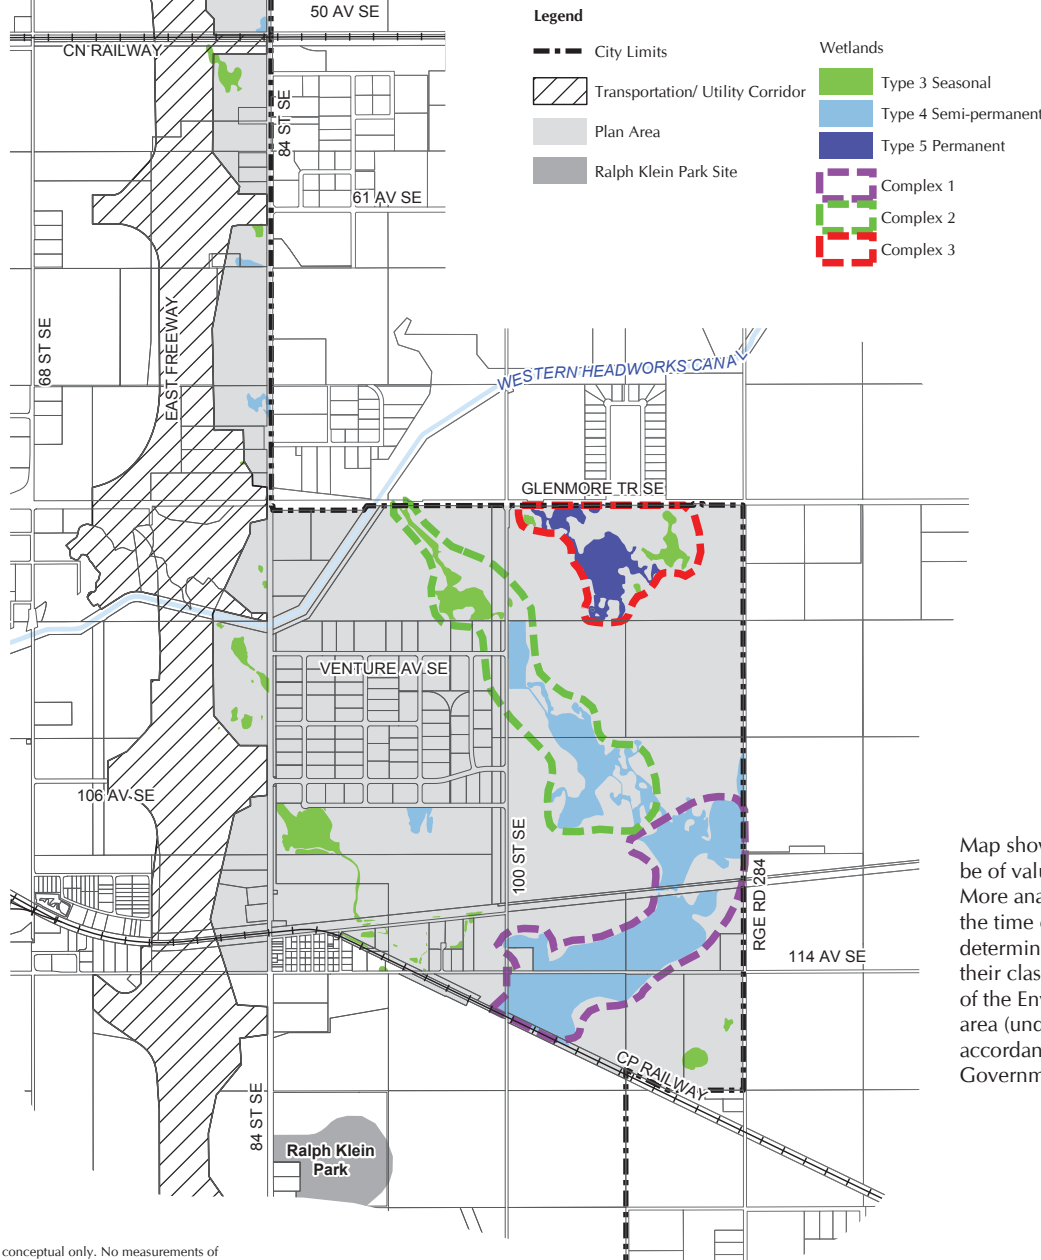 50 AV SE
CN RAILWAY
84 ST SE
61 AV SE
Legend
City Limits
Transportation/ Utility Corridor
Plan Area
Ralph Klein Park Site
Wetlands
Type 3 Seasonal
Type 4 Semi-permanent
Type 5 Permanent
Complex 1
Complex 2
Complex 3
68 ST SE
EAST FREEWAY
WESTERN HEADWORKS CANAL
GLENMORE TR SE
VENTURE AV SE
106 AV SE
100 ST SE
RGE RD 284
114 AV SE
CP RAILWAY
84 ST SE
Ralph Klein
Park
Map show
be of valu
More ana
the time
determin
their clas
of the Env
area (und
accordan
Governm
conceptual only. No measurements of